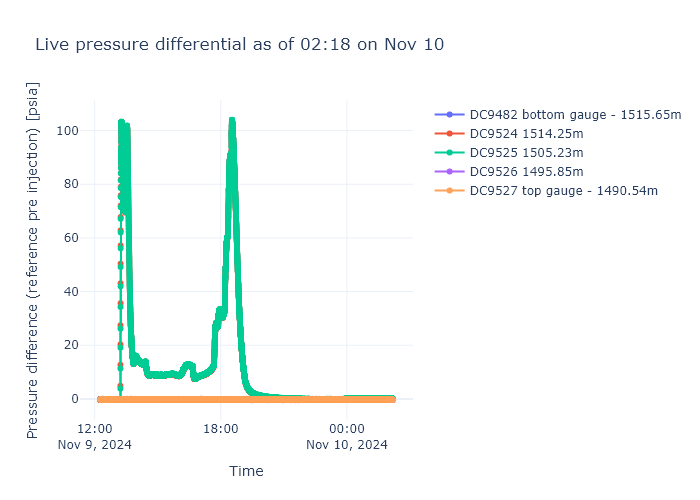 Live pressure differential as of 02:18 on Nov 10
Pressure difference (reference pre injection) [psia]
100
80
60
40
20
0
12:00
Nov 9, 2024
18:00
00:00
Nov 10, 2024
Time
DC9482 bottom gauge - 1515.65m
DC9524 1514.25m
DC9525 1505.23m
DC9526 1495.85m
DC9527 top gauge - 1490.54m